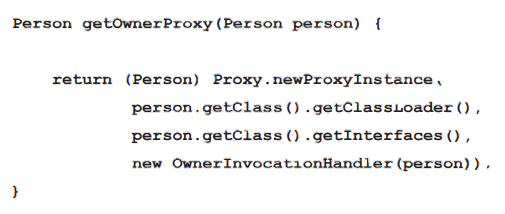 Person getOwnerProxy(Person person) {
return (Person) Proxy.newProxyInstance、
person.getClass().getClassLoader(),
person.getClass().getInterfaces(),
new OwnerInvocationHandler(person)).
}